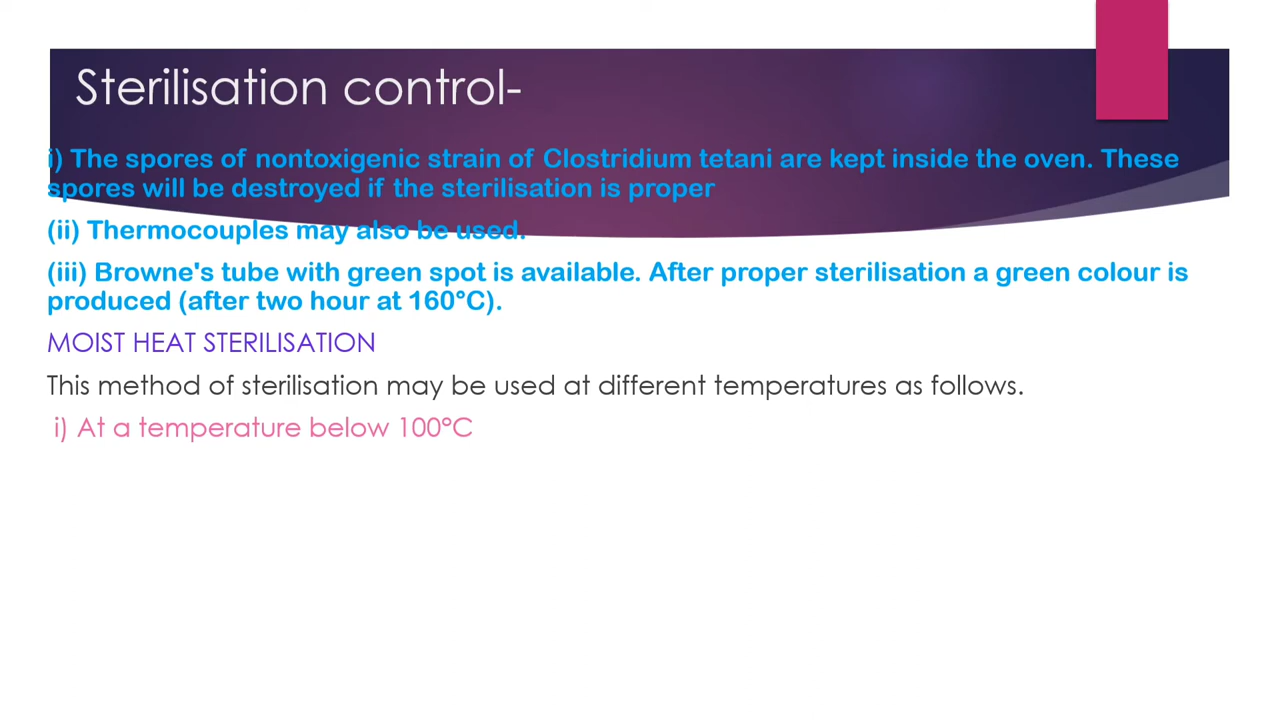 Sterilisation control-
i) The spores of nontoxigenic strain of Clostridium tetani are kept inside the oven. These
spores will be destroyed if the sterilisation is proper
(ii) Thermocouples may also be used.
(iii) Browne's tube with green spot is available. After proper sterilisation a green colour is
produced (after two hour at 160°C).
MOIST HEAT STERILISATION
This method of sterilisation may be used at different temperatures as follows.
i) At a temperature below 100°C